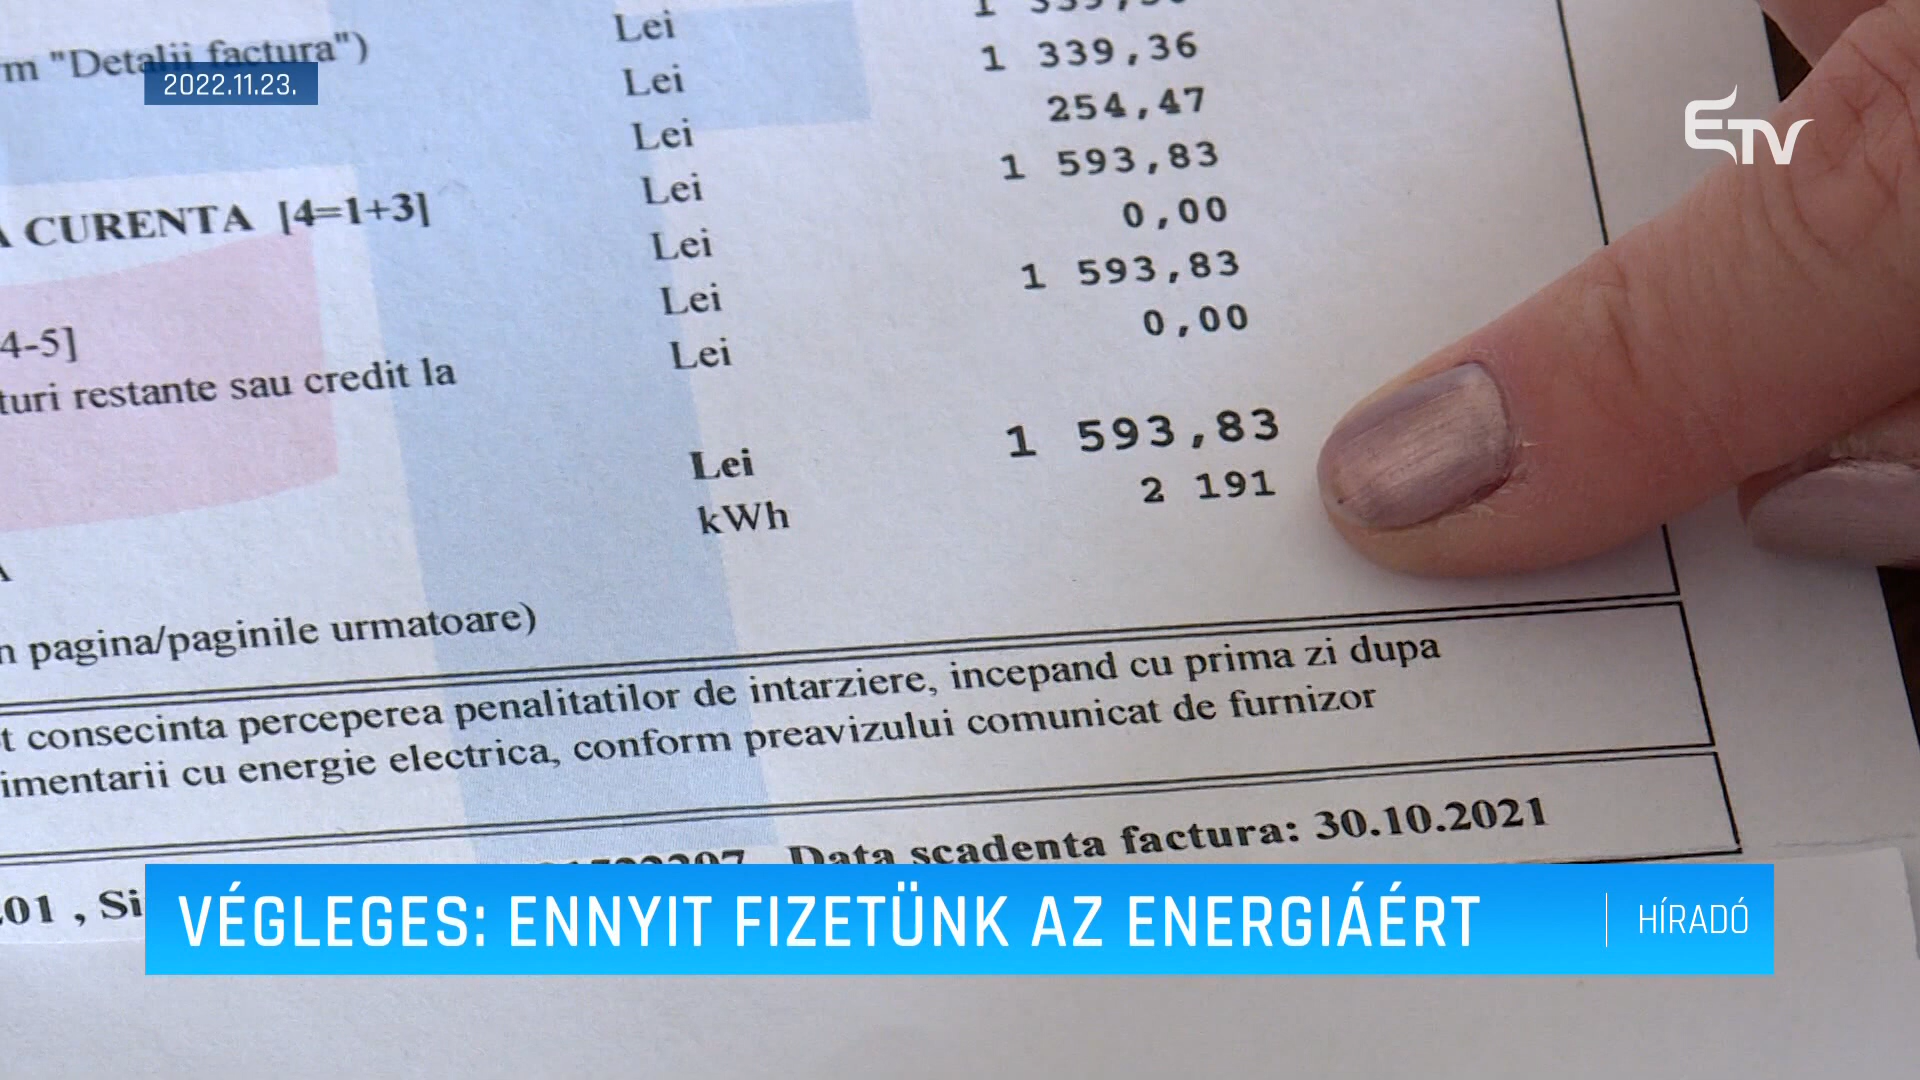 Lei
rm "Detalii factura")
Lei 1 339,36
2022.11.23.
ETV
Lei 254,47
Lei 1 593,83
A CURENTA [4=1+3]
Lei 0,00
Lei 1 593,83
4-5]
Lei 0,00
turi restante sau credit la
Lei 1 593,83
kWh 2 191
n pagina/paginile urmatoare)
t consecinta perceperea penalitatilor de intarziere, incepand cu prima zi dupa
imentarii cu energie electrica, conform preavizului comunicat de furnizor
Data scadenta factura: 30.10.2021
01 , Si
VÉGLEGES: ENNYIT FIZETÜNK AZ ENERGIÁÉRT
HÍRADÓ